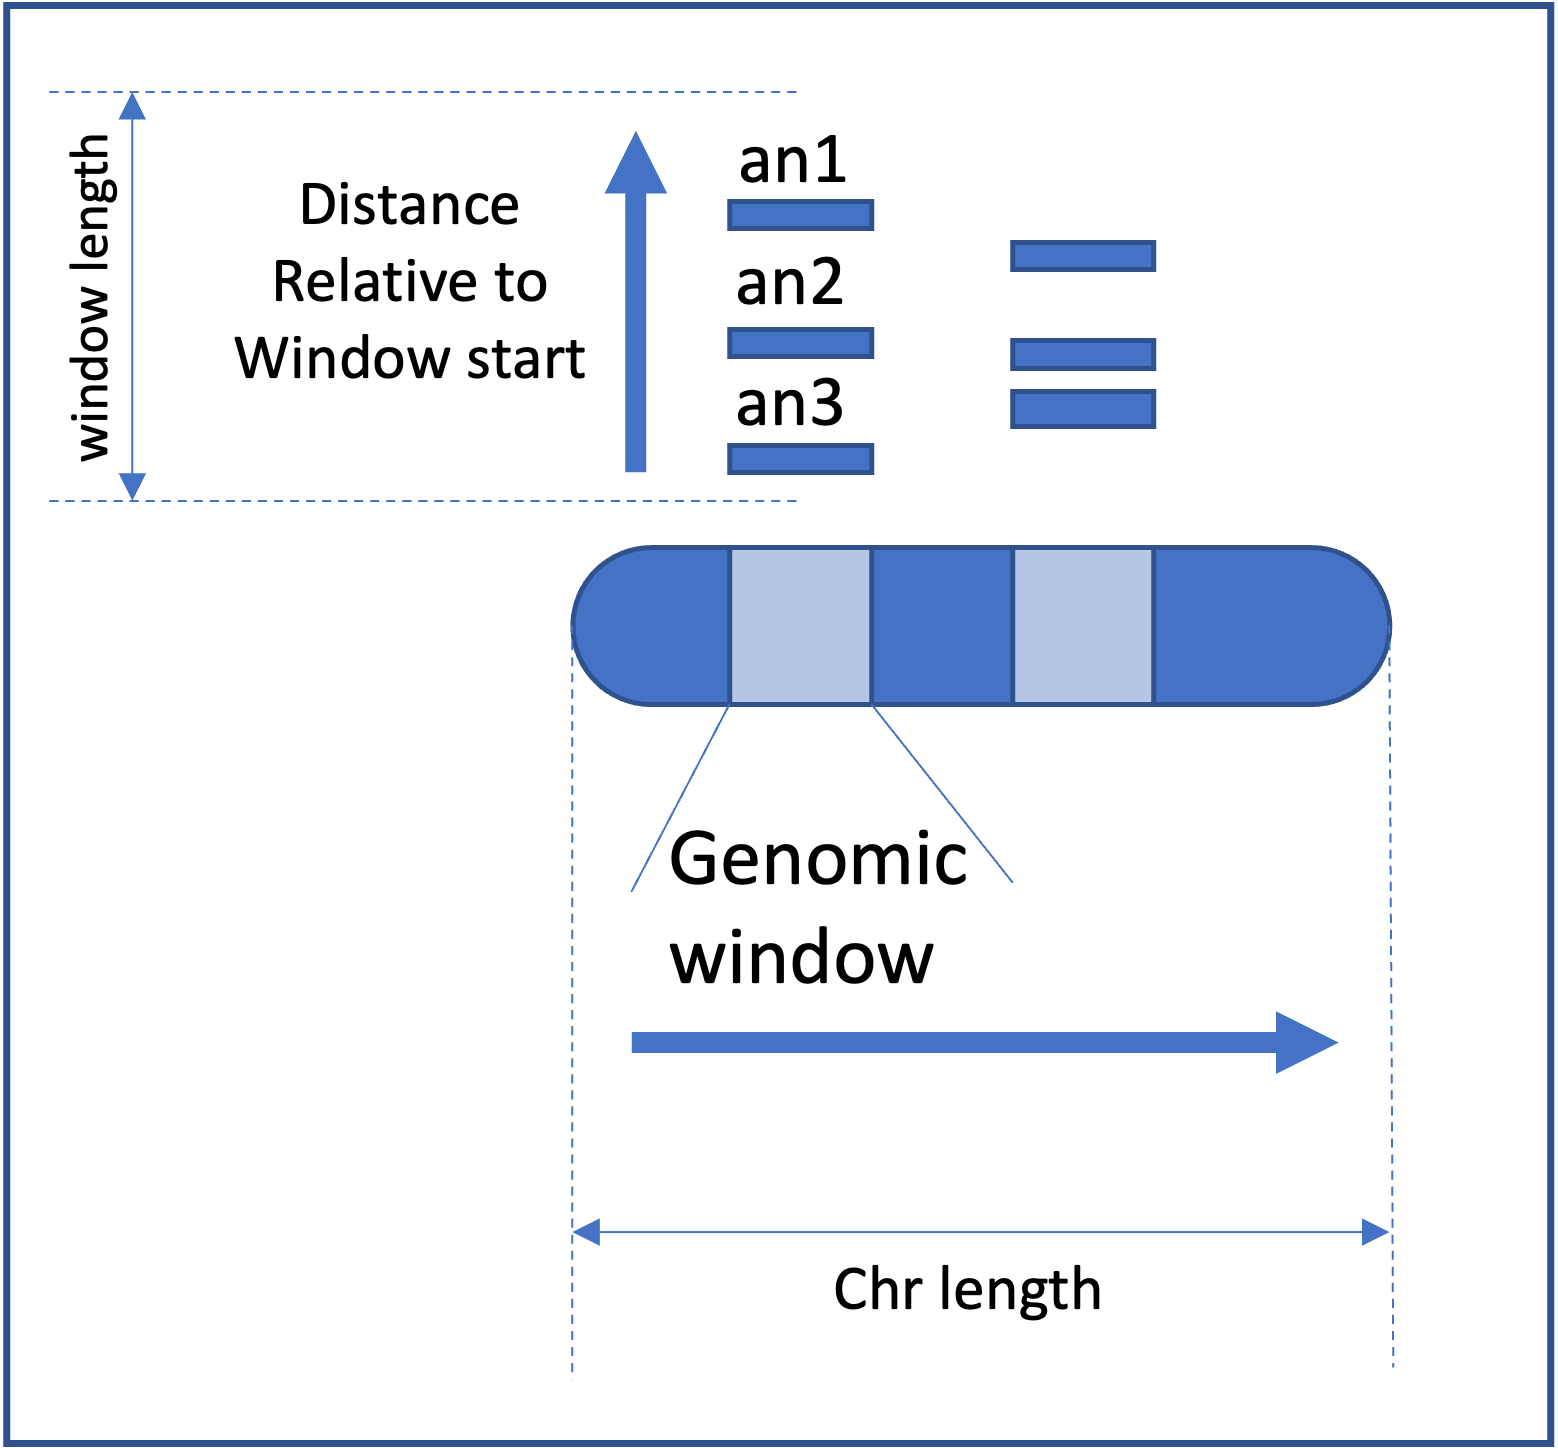 window length
Distance
Relative to
Window start
an1
an2
an3
Genomic
window
Chr length